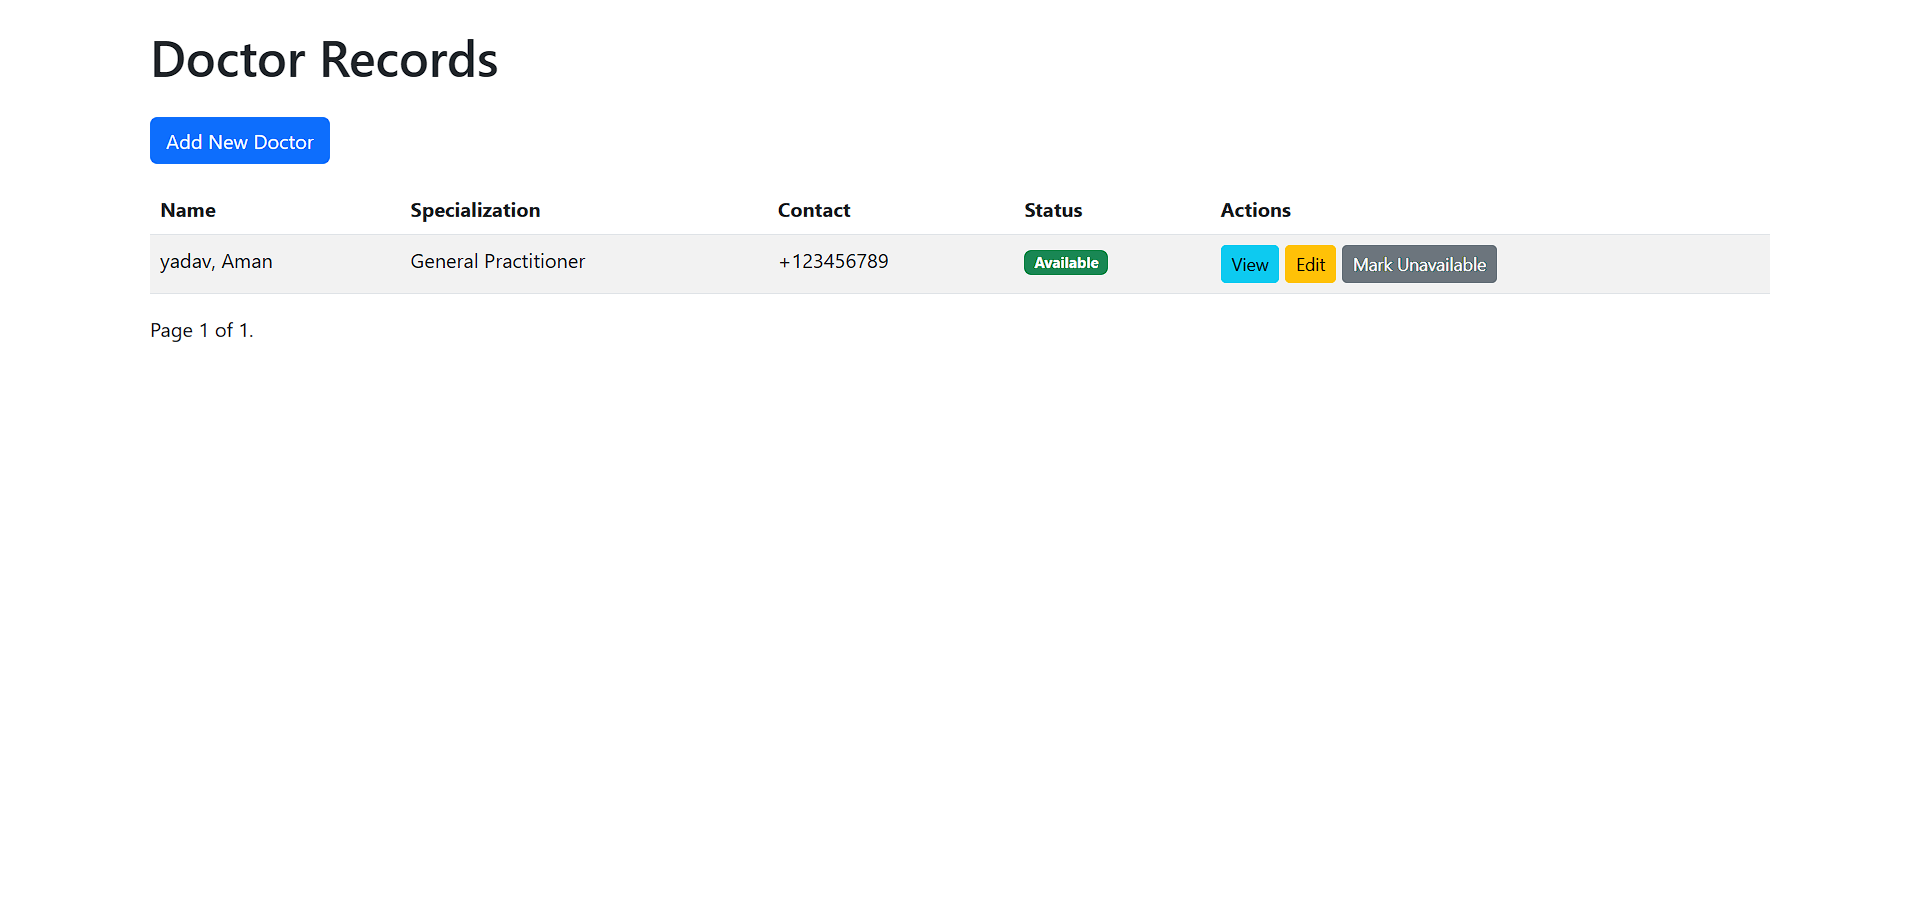 Doctor Records
Add New Doctor
Name Specialization Contact Status Actions
yadav, Aman General Practitioner +123456789 Available View Edit Mark Unavailable
Page 1 of 1.